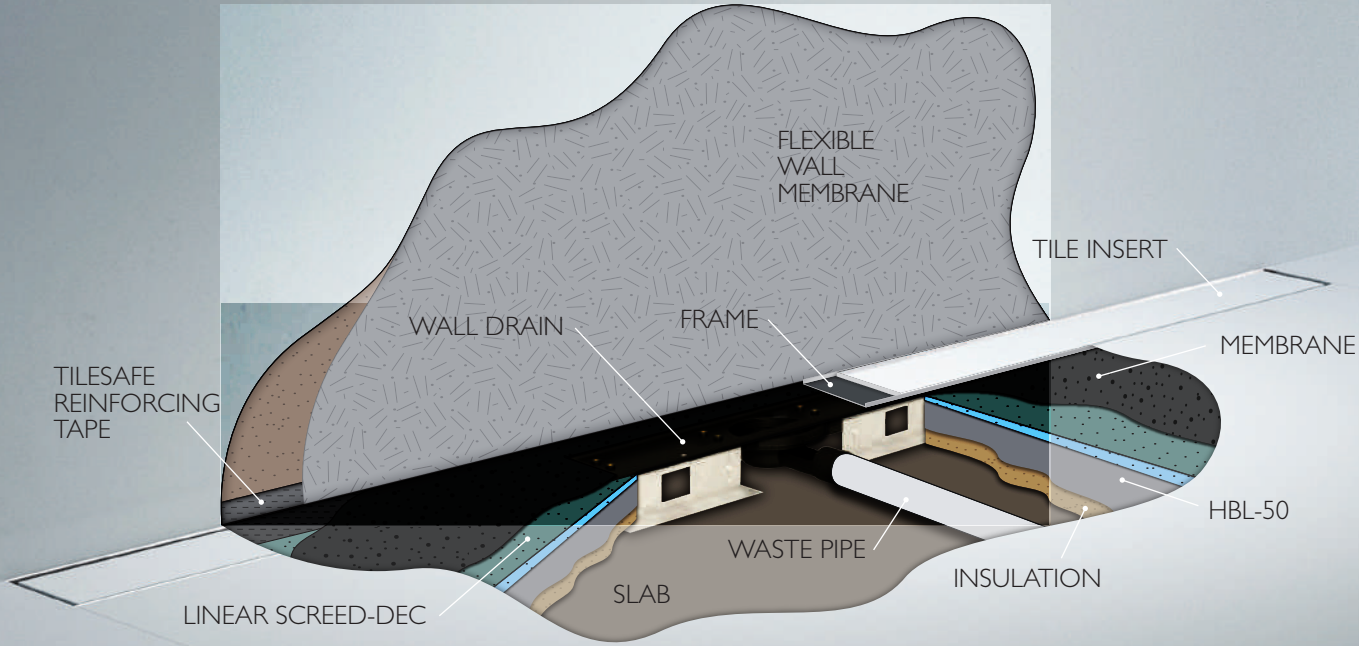 FLEXIBLE
WALL
MEMBRANE
TILE INSERT
WALL DRAIN
FRAME
MEMBRANE
TILESAFE
REINFORCING
TAPE
HBL-50
WASTE PIPE
INSULATION
SLAB
LINEAR SCREED-DEC